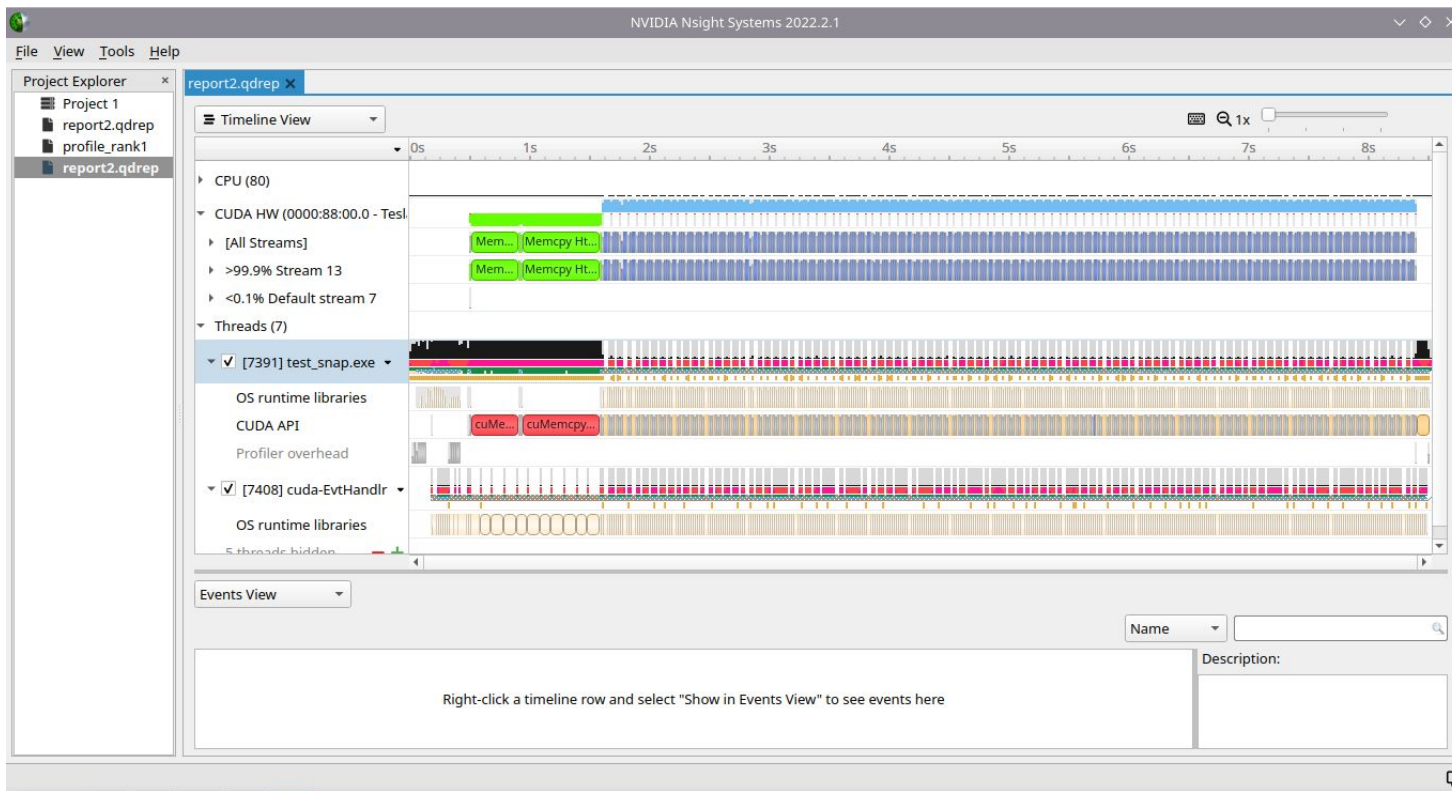 NVIDIA Nsight Systems 2022.2.1
File View Tools Help
Project Explorer ×
Project 1
report2.qdrep
profile_rank1
report2.qdrep
report2.qdrep
Timeline View
1x
0s 1s 2s 3s 4s 5s 6s 7s 8s
CPU (80)
CUDA HW (0000:88:00.0 - Tesl
[All Streams]
Mem... Memcpy Ht...
>99.9% Stream 13
Mem... Memcpy Ht...
<0.1% Default stream 7
Threads (7)
[7391] test_snap.exe
OS runtime libraries
CUDA API
cuMe... cuMemcpy...
Profiler overhead
[7408] cuda-EvtHandlr
OS runtime libraries
5 threads hidden
Events View
Name
Description:
Right-click a timeline row and select "Show in Events View" to see events here